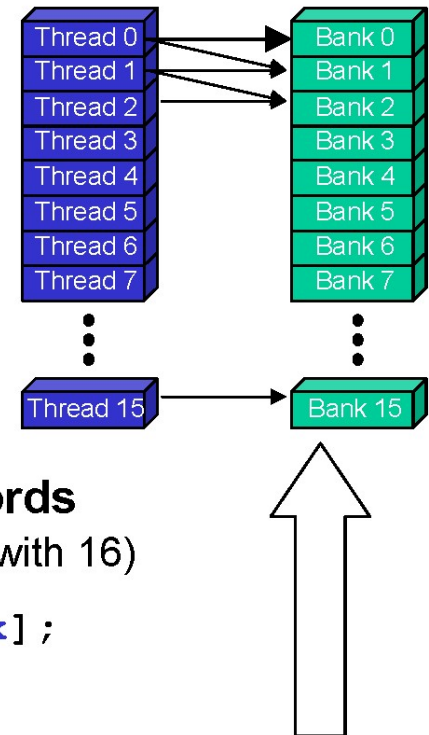 Thread 0 Bank 0
Thread 1 Bank 1
Thread 2 Bank 2
Thread 3 Bank 3
Thread 4 Bank 4
Thread 5 Bank 5
Thread 6 Bank 6
Thread 7 Bank 7
Thread 15 Bank 15
ords
with 16)
];